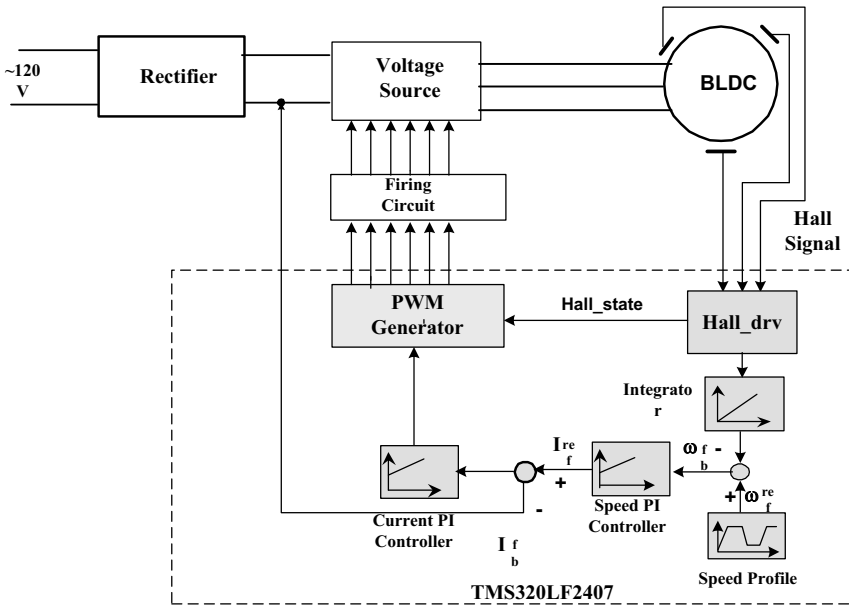 ~120
V
Rectifier
Voltage
Source
BLDC
Firing
Circuit
Hall
Signal
PWM
Generator
Hall_state
Hall_drv
Integrato
r
I re
f
ω f
b
-
+
+
ω re
f
Speed PI
Controller
-
Current PI
Controller
I f
b
Speed Profile
TMS320LF2407